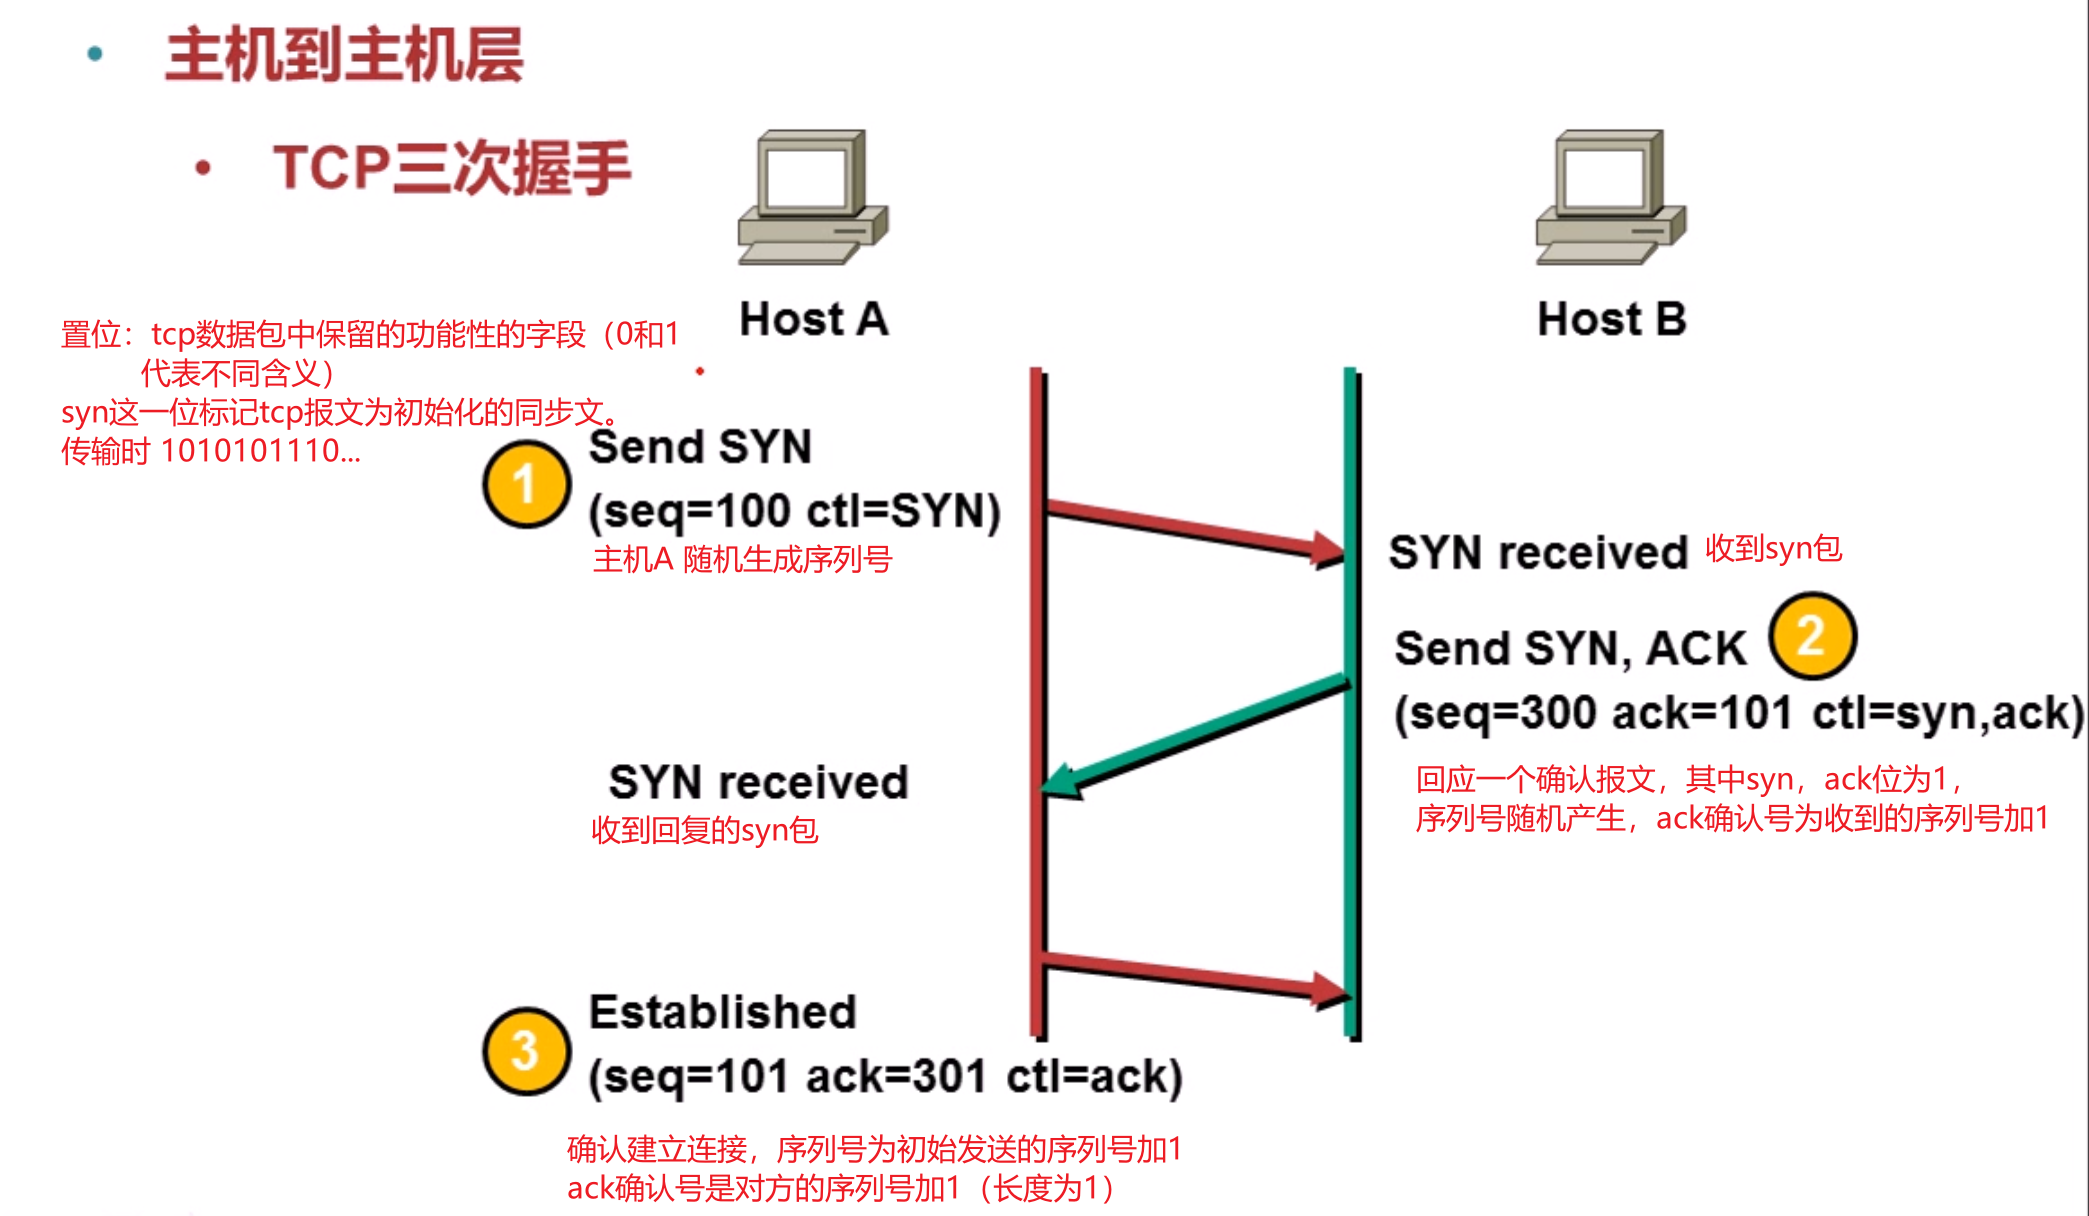 • 主机到主机层
• TCP三次握手
Host A
Host B
置位：tcp数据包中保留的功能性的字段（0和1
代表不同含义）
syn这一位标记tcp报文为初始化的同步文。
传输时 1010101110...
1
Send SYN
(seq=100 ctl=SYN)
主机A 随机生成序列号
SYN received 收到syn包
Send SYN, ACK 2
(seq=300 ack=101 ctl=syn,ack)
回应一个确认报文，其中syn，ack位为1，
序列号随机产生，ack确认号为收到的序列号加1
SYN received
收到回复的syn包
3
Established
(seq=101 ack=301 ctl=ack)
确认建立连接，序列号为初始发送的序列号加1
ack确认号是对方的序列号加1（长度为1）